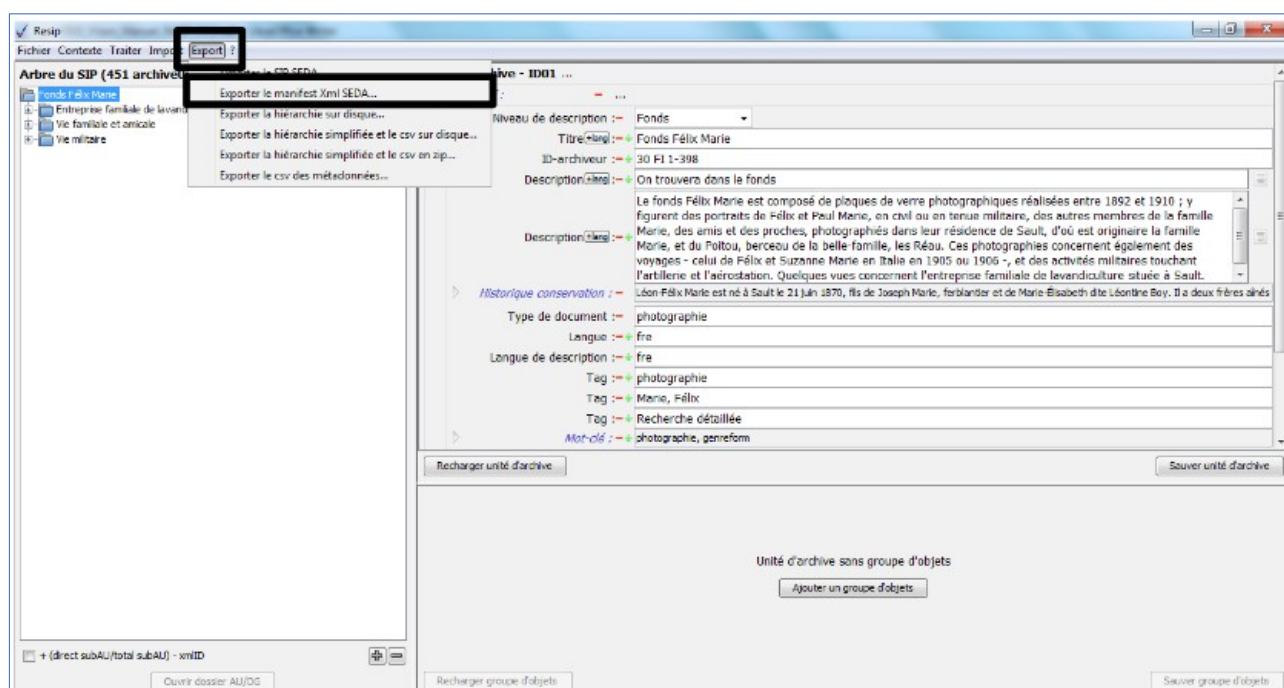 Resip
Fichier Contexte Traiter Import Export ?
Arbre du SIP (451 archive
Fonds Félix Marie
Entreprise familiale de lavand
Vie familiale et amicale
Vie militaire
Exporter le SIP SEDA...
Exporter le manifest Xml SEDA...
Exporter la hiérarchie sur disque...
Exporter la hiérarchie simplifiée et le csv sur disque...
Exporter la hiérarchie simplifiée et le csv en zip...
Exporter le csv des métadonnées...
hive - ID01 ...
Niveau de description : Fonds
Titre +lang : Fonds Félix Marie
ID-archiveur : 30 FI 1-398
Description +lang : On trouvera dans le fonds
Description +lang :
Le fonds Félix Marie est composé de plaques de verre photographiques réalisées entre 1892 et 1910 ; y
figurent des portraits de Félix et Paul Marie, en civil ou en tenue militaire, des autres membres de la famille
Marie, des amis et des proches, photographiés dans leur résidence de Sault, d'où est originaire la famille
Marie, et du Poitou, berceau de la belle-famille, les Réau. Ces photographies concernent également des
voyages - celui de Félix et Suzanne Marie en Italie en 1905 ou 1906 -, et des activités militaires touchant
l'artillerie et l'aérostation. Quelques vues concernent l'entreprise familiale de lavandiculture située à Sault.
Historique conservation : Léon-Félix Marie est né à Sault le 21 juin 1870, fils de Joseph Marie, ferblantier et de Marie-Élisabeth dite Léontine Boy. Il a deux frères aînés
Type de document : photographie
Langue : fre
Langue de description : fre
Tag : photographie
Tag : Marie, Félix
Tag : Recherche détaillée
Mot-clé : photographie, genreform
Recharger unité d'archive
Sauver unité d'archive
Unité d'archive sans groupe d'objets
Ajouter un groupe d'objets
+ (direct subAU/total subAU) - xmlID
Ouvrir dossier AU/OG
Recharger groupe d'objets
Sauver groupe d'objets